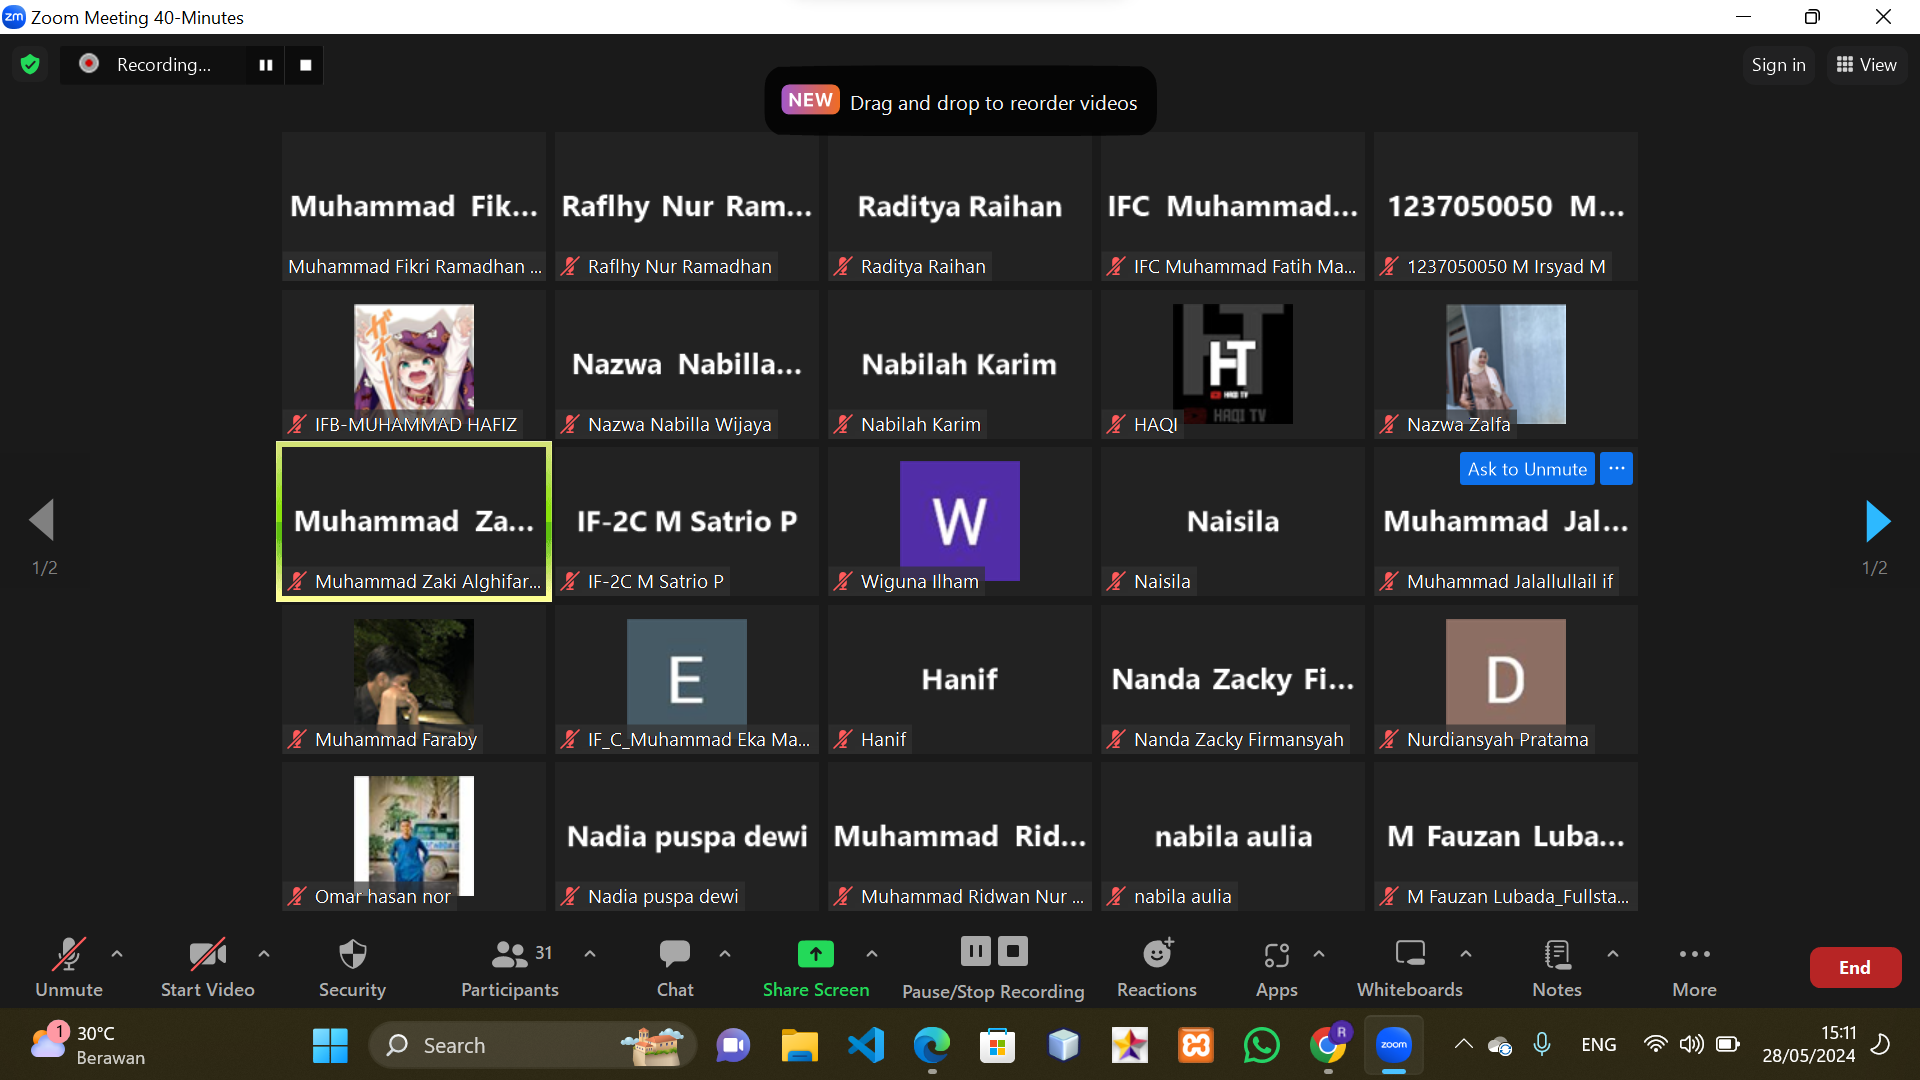 zm Zoom Meeting 40-Minutes
Recording...
Sign in
View
NEW Drag and drop to reorder videos
Muhammad Fik...
Muhammad Fikri Ramadhan ...
Raflhy Nur Ram...
Raflhy Nur Ramadhan
Raditya Raihan
Raditya Raihan
IFC Muhammad...
IFC Muhammad Fatih Ma...
1237050050 M...
1237050050 M Irsyad M
ガオ
IFB-MUHAMMAD HAFIZ
Nazwa Nabilla...
Nazwa Nabilla Wijaya
Nabilah Karim
Nabilah Karim
HT
HAQI TV
HAQI
Nazwa Zalfa
Muhammad Za...
Muhammad Zaki Alghifar...
IF-2C M Satrio P
IF-2C M Satrio P
W
Wiguna Ilham
Naisila
Naisila
Ask to Unmute ...
Muhammad Jal...
Muhammad Jalallullail if
1/2
1/2
Muhammad Faraby
E
IF_C_Muhammad Eka Ma...
Hanif
Hanif
Nanda Zacky Fi...
Nanda Zacky Firmansyah
D
Nurdiansyah Pratama
Omar hasan nor
Nadia puspa dewi
Nadia puspa dewi
Muhammad Rid...
Muhammad Ridwan Nur ...
nabila aulia
nabila aulia
M Fauzan Luba...
M Fauzan Lubada_Fullsta...
Unmute
Start Video
Security
31
Participants
Chat
Share Screen
Pause/Stop Recording
Reactions
Apps
Whiteboards
Notes
More
End
1
30°C
Berawan
Search
R
zoom
ENG
15:11
28/05/2024